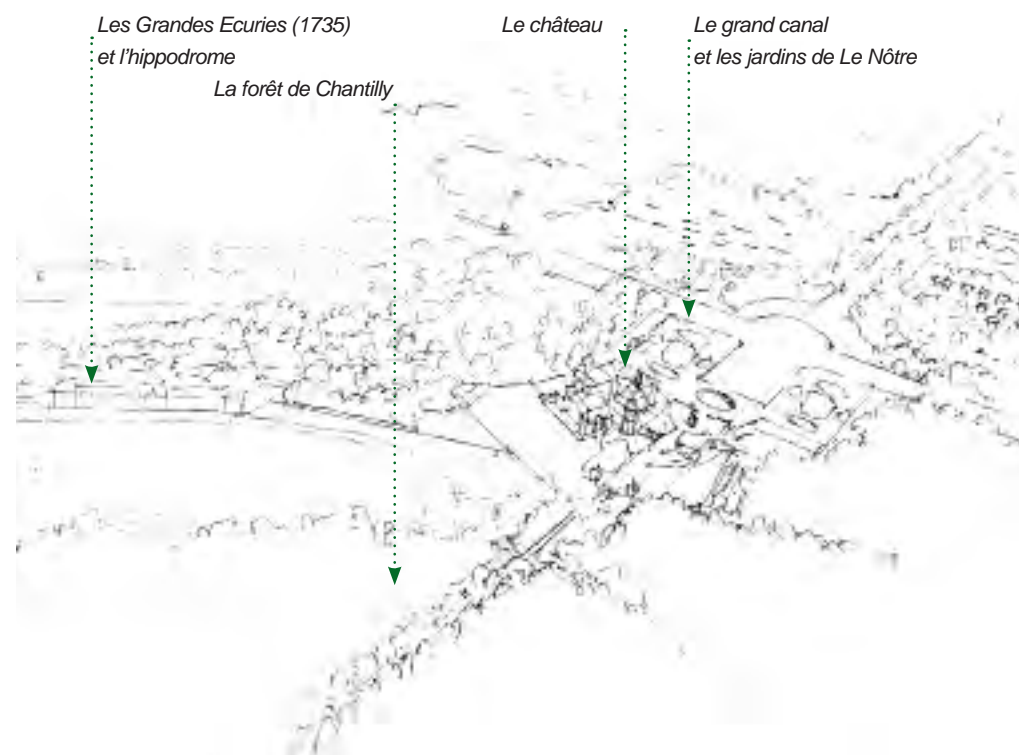 Les Grandes Ecuries (1735)
et l'hippodrome
La forêt de Chantilly
Le château
Le grand canal
et les jardins de Le Nôtre